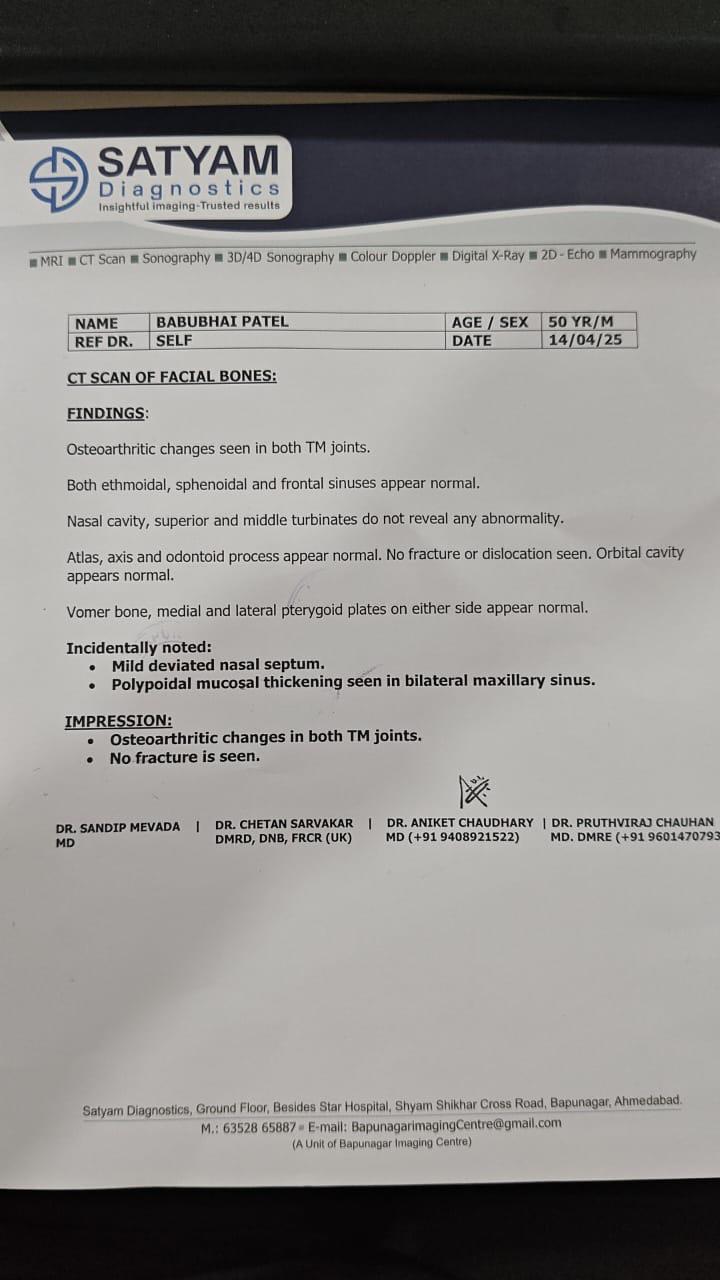 SATYAM
Diagnostics
Insightful imaging-Trusted results
■ MRI ■ CT Scan ■ Sonography ■ 3D/4D Sonography ■ Colour Doppler ■ Digital X-Ray ■ 2D - Echo ■ Mammography
NAME BABUBHAI PATEL AGE / SEX 50 YR/M
REF DR. SELF DATE 14/04/25
CT SCAN OF FACIAL BONES:
FINDINGS:
Osteoarthritic changes seen in both TM joints.
Both ethmoidal, sphenoidal and frontal sinuses appear normal.
Nasal cavity, superior and middle turbinates do not reveal any abnormality.
Atlas, axis and odontoid process appear normal. No fracture or dislocation seen. Orbital cavity
appears normal.
Vomer bone, medial and lateral pterygoid plates on either side appear normal.
Incidentally noted:
• Mild deviated nasal septum.
• Polypoidal mucosal thickening seen in bilateral maxillary sinus.
IMPRESSION:
• Osteoarthritic changes in both TM joints.
• No fracture is seen.
DR. SANDIP MEVADA | DR. CHETAN SARVAKAR | DR. ANIKET CHAUDHARY | DR. PRUTHVIRAJ CHAUHAN
MD DMRD, DNB, FRCR (UK) MD (+91 9408921522) MD. DMRE (+91 9601470793
Satyam Diagnostics, Ground Floor, Besides Star Hospital, Shyam Shikhar Cross Road, Bapunagar, Ahmedabad.
M.: 63528 65887 ▪ E-mail: BapunagarimagingCentre@gmail.com
(A Unit of Bapunagar Imaging Centre)